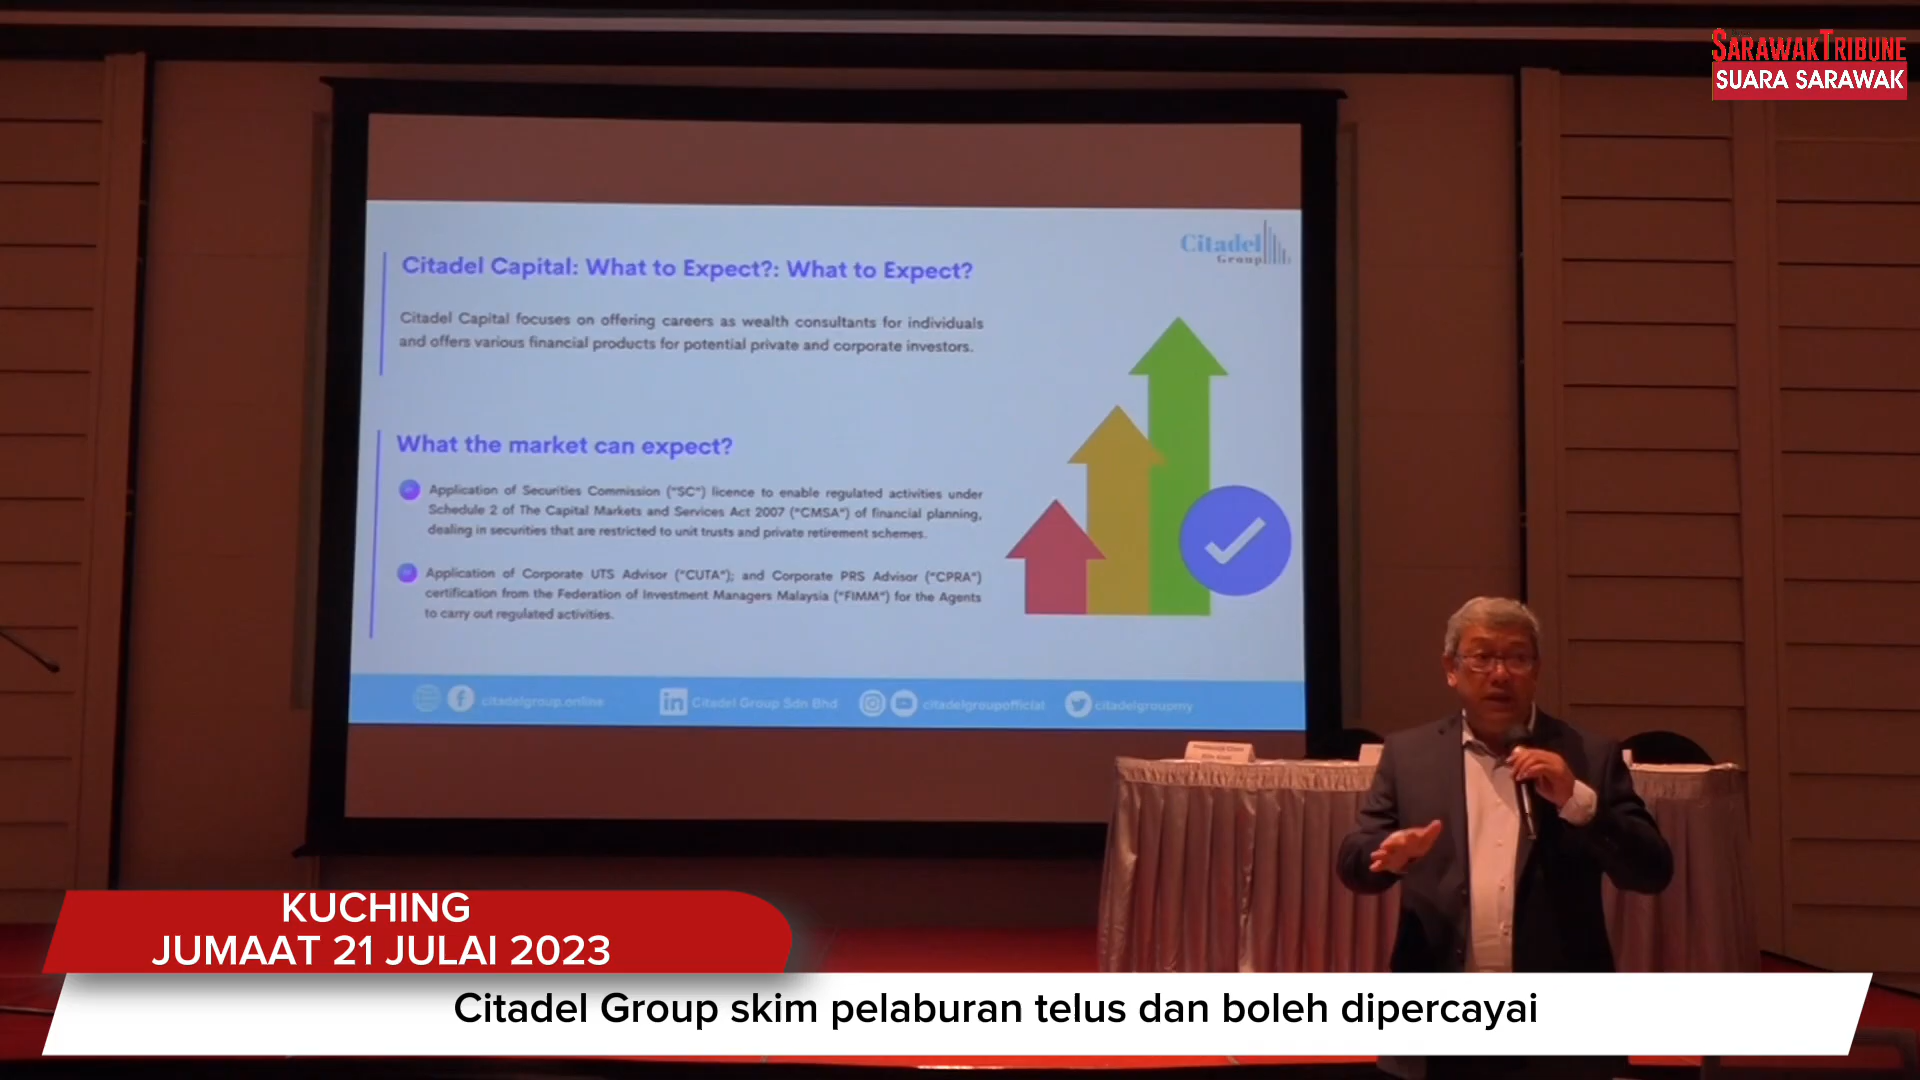 SARAWAKTRIBUNE
SUARA SARAWAK
Citadel
Group
Citadel Capital: What to Expect?: What to Expect?
Citadel Capital focuses on offering careers as wealth consultants for individuals
and offers various financial products for potential private and corporate investors.
What the market can expect?
Application of Securities Commission ("SC") licence to enable regulated activities under
Schedule 2 of The Capital Markets and Services Act 2007 ("CMSA") of financial planning,
dealing in securities that are restricted to unit trusts and private retirement schemes.
Application of Corporate UTS Advisor ("CUTA"); and Corporate PRS Advisor ("CPRA")
certification from the Federation of Investment Managers Malaysia ("FIMM") for the Agents
to carry out regulated activities.
citadelgroup.online
Citadel Group Sdn Bhd
citadelgroupofficial
citadelgroupmy
KUCHING
JUMAAT 21 JULAI 2023
Citadel Group skim pelaburan telus dan boleh dipercayai